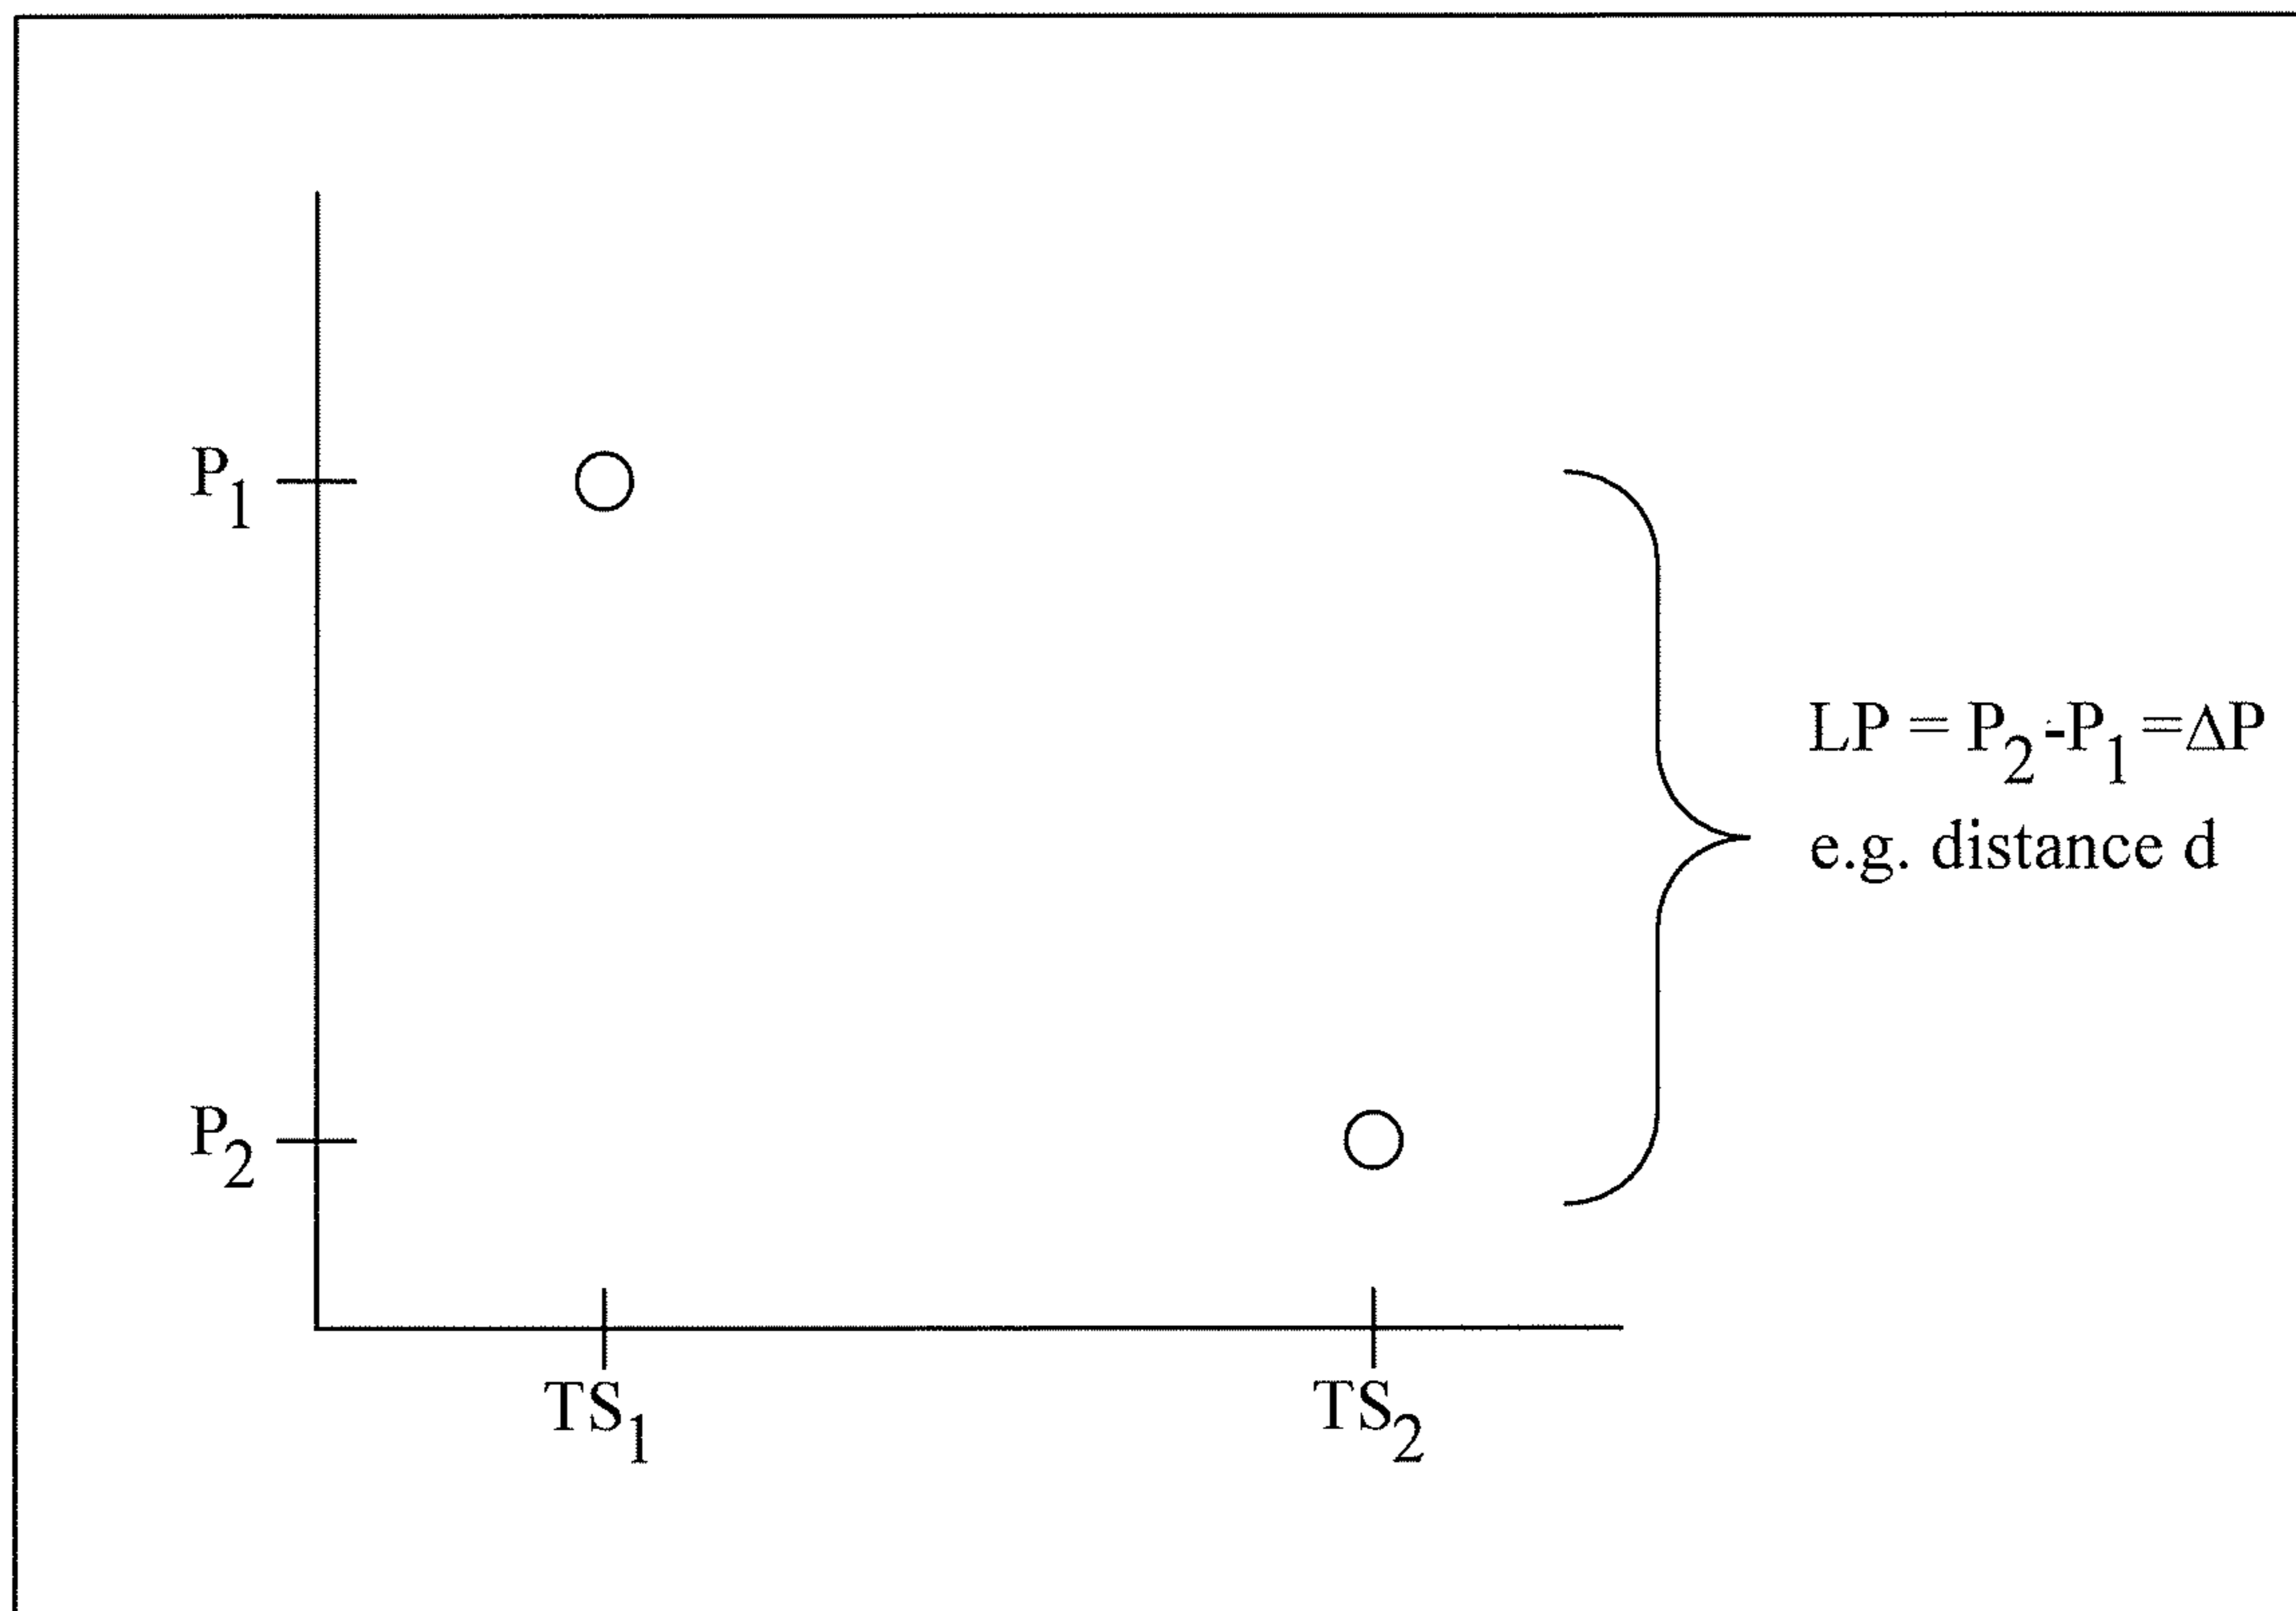 P1
LP = P2-P1=ΔP
e.g. distance d
P2
TS1 TS2